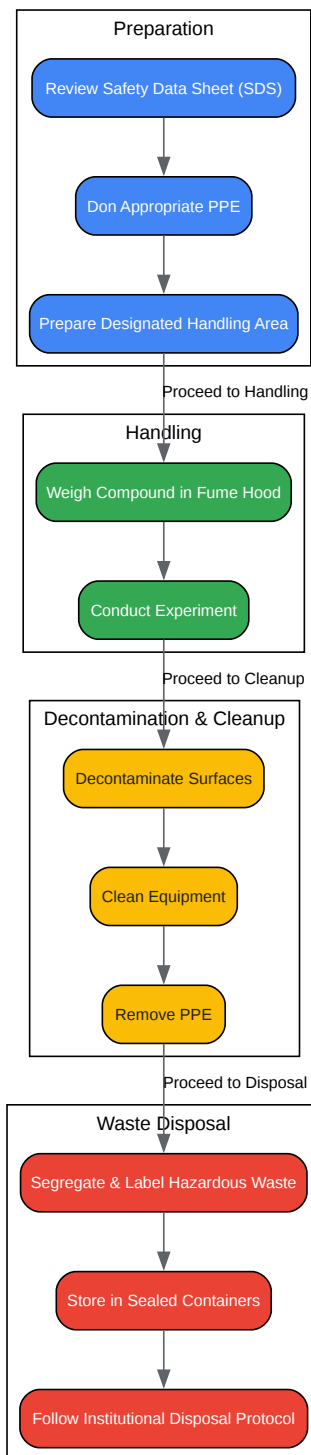 Preparation
Review Safety Data Sheet (SDS)
Don Appropriate PPE
Prepare Designated Handling Area
Proceed to Handling
Handling
Weigh Compound in Fume Hood
Conduct Experiment
Proceed to Cleanup
Decontamination & Cleanup
Decontaminate Surfaces
Clean Equipment
Remove PPE
Proceed to Disposal
Waste Disposal
Segregate & Label Hazardous Waste
Store in Sealed Containers
Follow Institutional Disposal Protocol